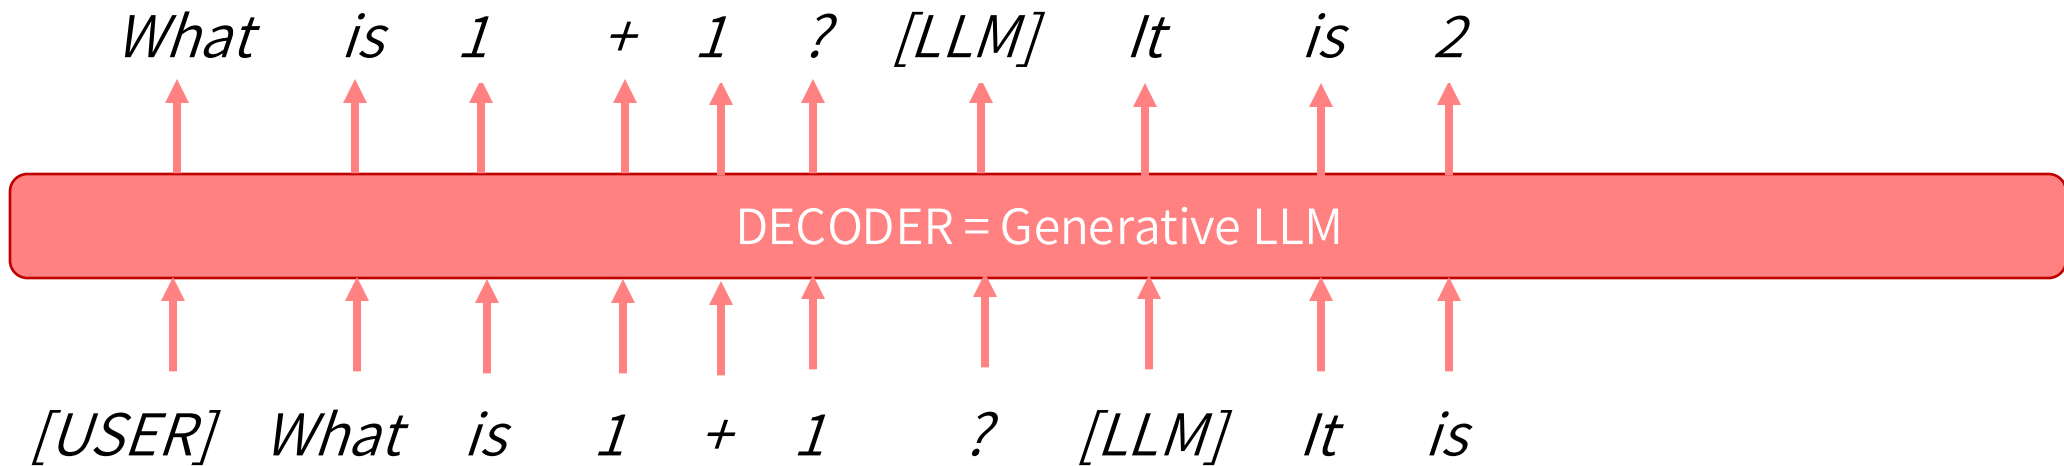 What is 1 + 1 ? [LLM] It is 2
DECODER = Generative LLM
[USER] What is 1 + 1 ? [LLM] It is